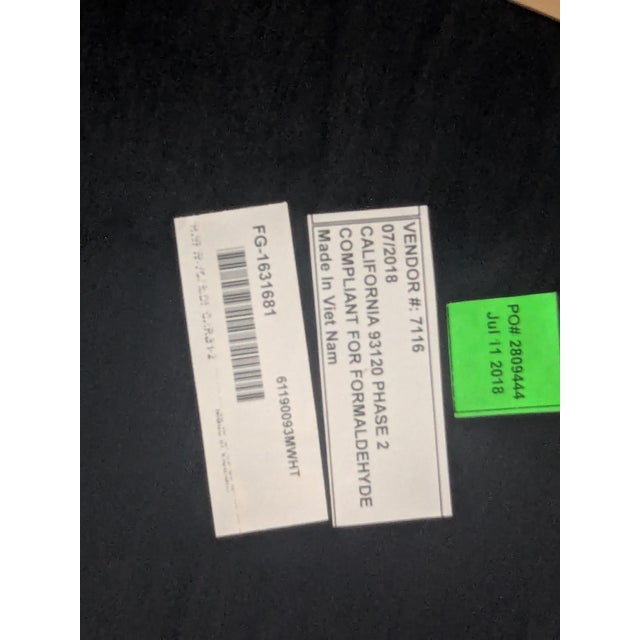 PO# 2809444
Jul 11 2018
VENDOR #: 7116
07/2018
CALIFORNIA 93120 PHASE 2
COMPLIANT FOR FORMALDEHYDE
Made In Viet Nam
FG-1631681
61190093MWHT